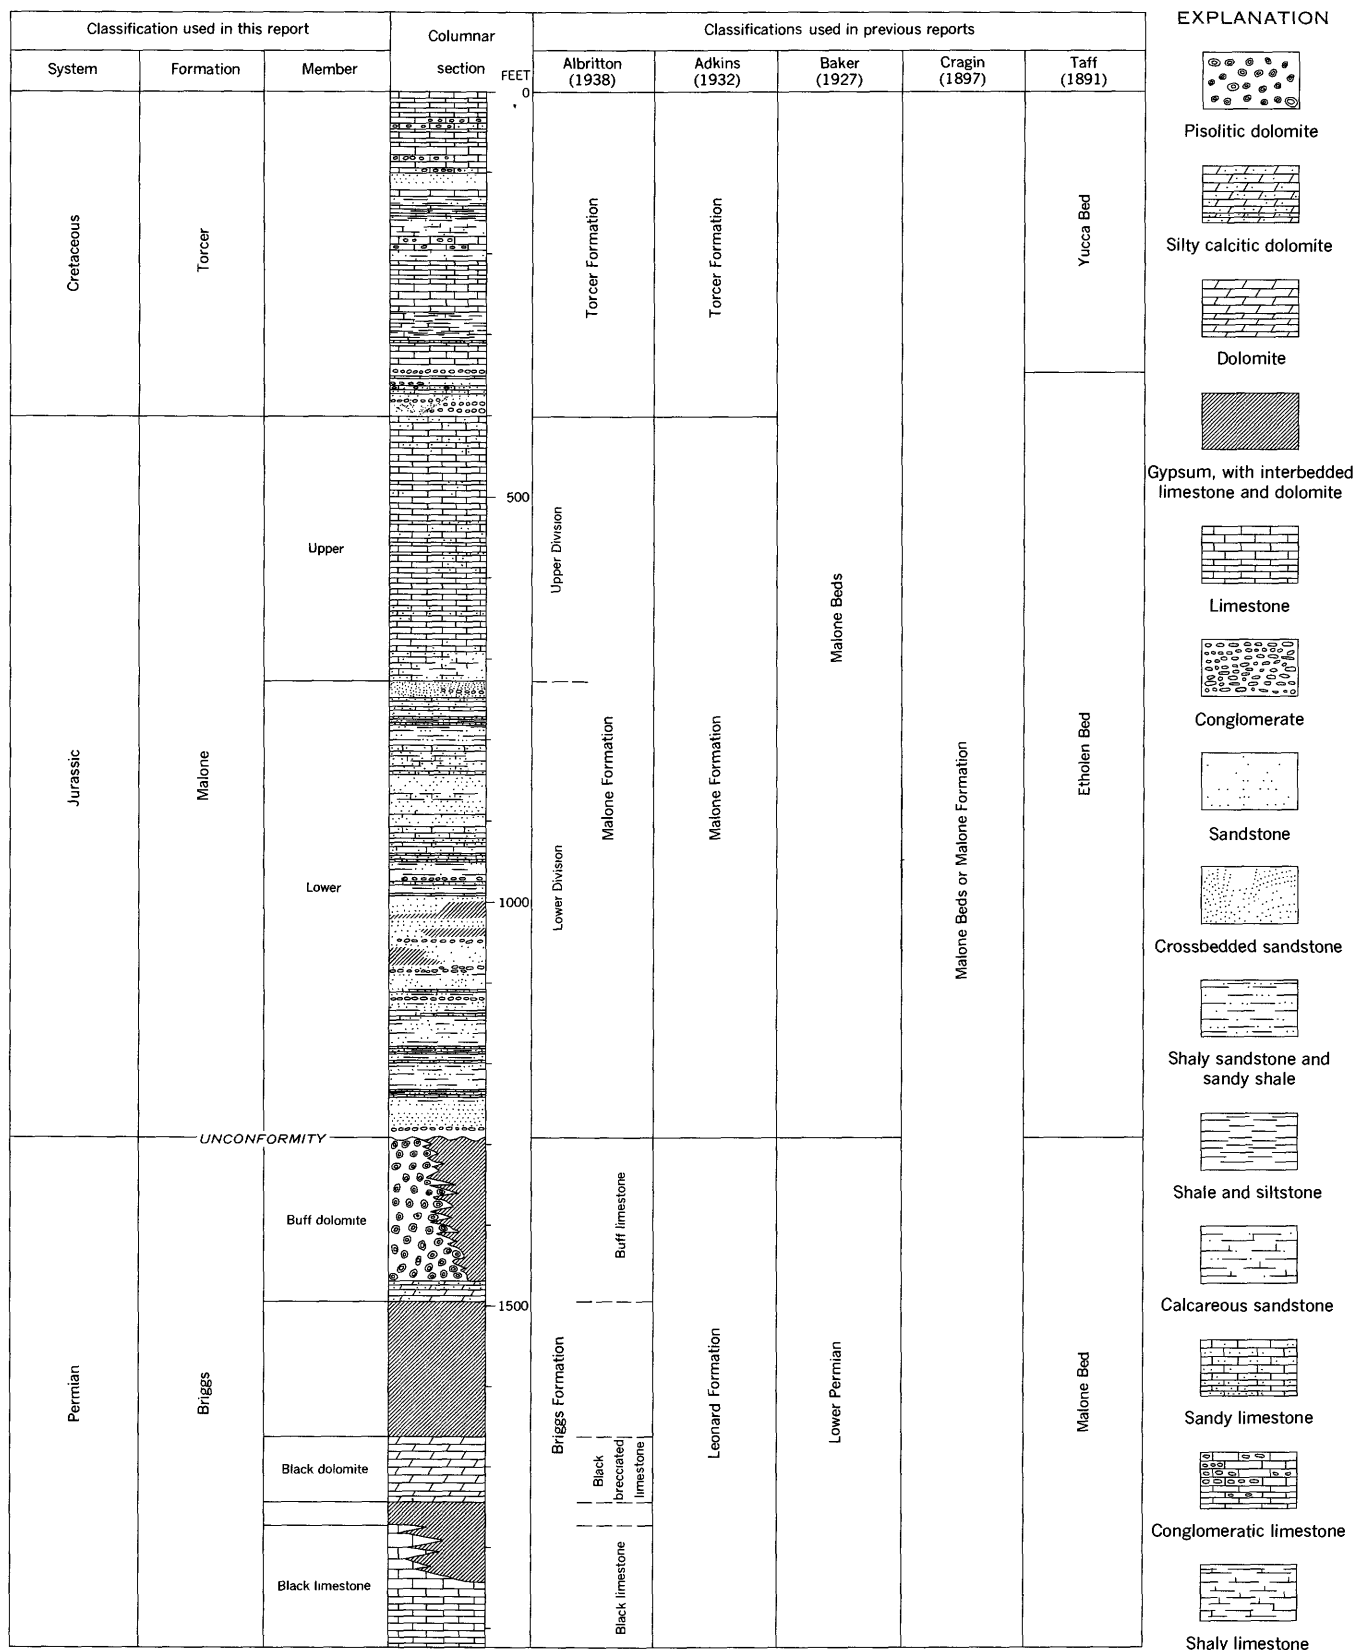 Classification used in this report
Columnar
section
FEET
Classifications used in previous reports
System
Formation
Member
Albritton
(1938)
Adkins
(1932)
Baker
(1927)
Cragin
(1897)
Taff
(1891)
0
500
1000
1500
Cretaceous
Torcer
Torcer Formation
Torcer Formation
Yucca Bed
Jurassic
Malone
Upper
Lower
Upper Division
Lower Division
Malone Formation
Malone Formation
Malone Beds
Malone Beds or Malone Formation
Etholen Bed
UNCONFORMITY
Permian
Briggs
Buff dolomite
Black dolomite
Black limestone
Briggs Formation
Buff limestone
Black
brecciated
limestone
Black limestone
Leonard Formation
Lower Permian
Malone Bed
EXPLANATION
Pisolitic dolomite
Silty calcitic dolomite
Dolomite
Gypsum, with interbedded
limestone and dolomite
Limestone
Conglomerate
Sandstone
Crossbedded sandstone
Shaly sandstone and
sandy shale
Shale and siltstone
Calcareous sandstone
Sandy limestone
Conglomeratic limestone
Shaly limestone